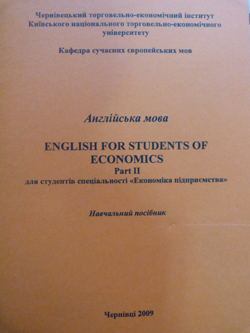 Чернівецький торговельно-економічний інститут
Київського національного торговельно-економічного
університету
Кафедра сучасних європейських мов
Англійська мова
ENGLISH FOR STUDENTS OF
ECONOMICS
Part II
для студентів спеціальності «Економіка підприємства»
Навчальний посібник
Чернівці 2009